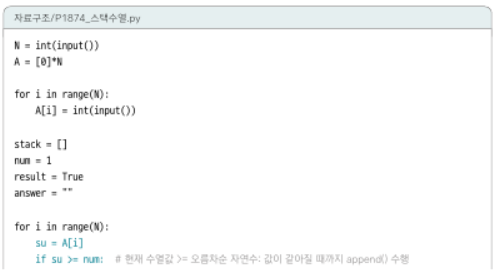 자료구조/P1874_스택수열.py
N = int(input())
A = [0]*N
for i in range(N):
    A[i] = int(input())
stack = []
num = 1
result = True
answer = ""
for i in range(N):
    su = A[i]
    if su >= num:  # 현재 수열값 >= 오름차순 자연수: 값이 같아질 때까지 append() 수행